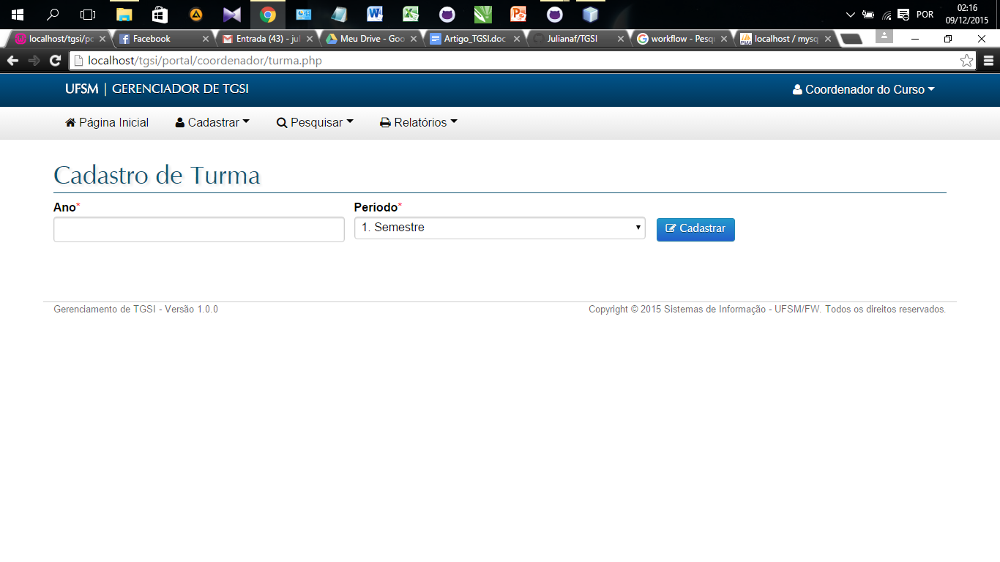 02:16
POR
09/12/2015
localhost/tgsi/pc
Facebook
Entrada (43) - jul
Meu Drive - Goo
Artigo_TGSI.doc
Julianaf/TGSI
workflow - Pesq
localhost / mysq
localhost/tgsi/portal/coordenador/turma.php
UFSM | GERENCIADOR DE TGSI
Coordenador do Curso
Página Inicial
Cadastrar
Pesquisar
Relatórios
Cadastro de Turma
Ano*
Período*
1. Semestre
Cadastrar
Gerenciamento de TGSI - Versão 1.0.0
Copyright © 2015 Sistemas de Informação - UFSM/FW. Todos os direitos reservados.